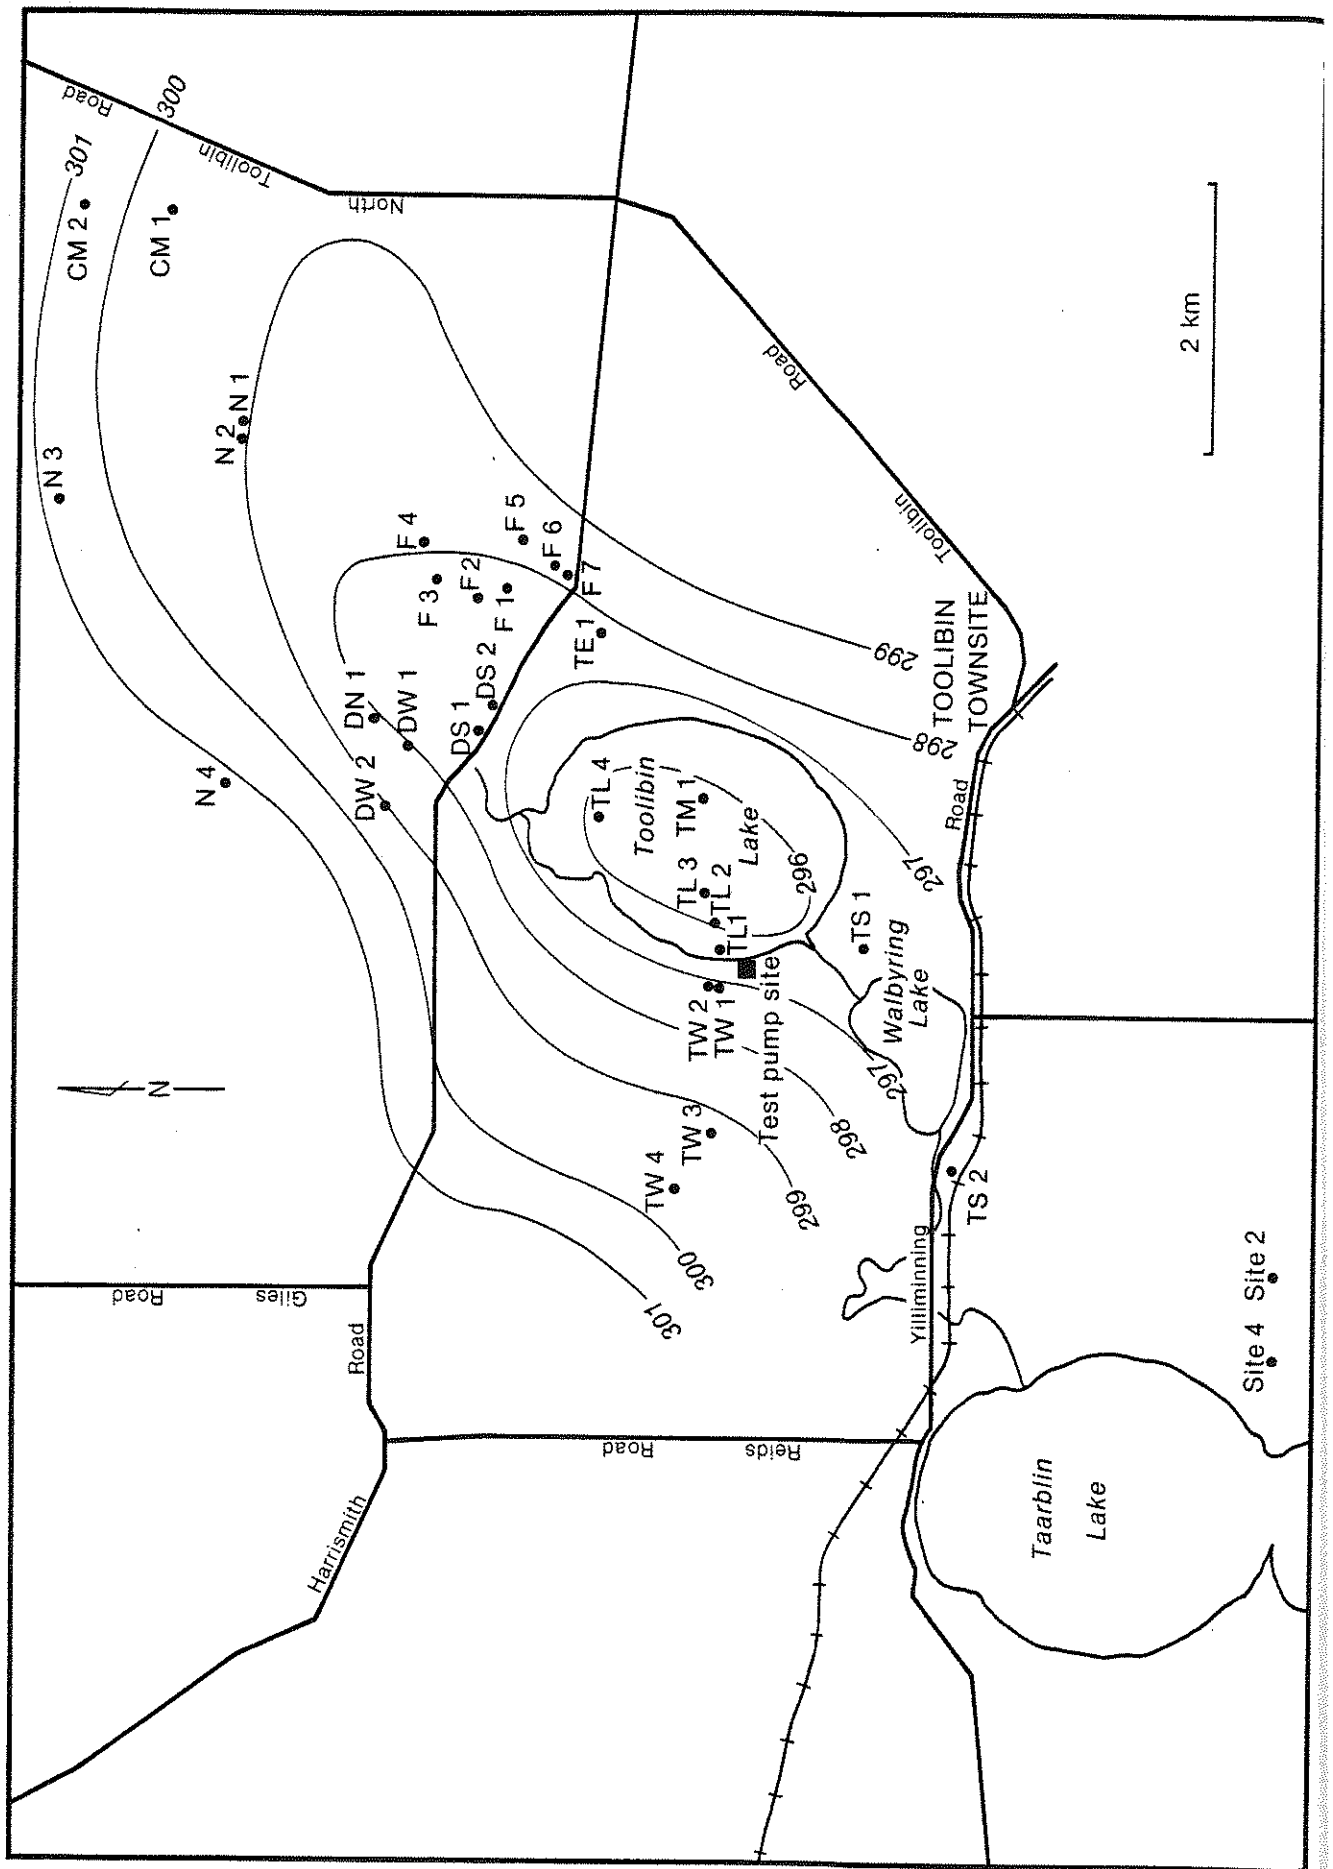 Road
Toolibin
North
300
301
CM 2
CM 1
N 3
N 2
N 1
N 4
F 4
F 5
F 3
F 2
F 6
F 1
F 7
DN 1
DW 1
DS 2
DS 1
TE 1
DW 2
TL 4
Toolibin
Lake
TM 1
TL 3
TL 2
TL1
296
TW 2
TW 1
Test pump site
TS 1
Walbyring
Lake
297
297
298
298
299
299
300
301
TW 3
TW 4
TOOLIBIN
TOWNSITE
Toolibin
Road
2 km
N
Road
Yilliminning
TS 2
Site 2
Site 4
Giles
Road
Harrismith
Road
Reids
Road
Taarblin
Lake